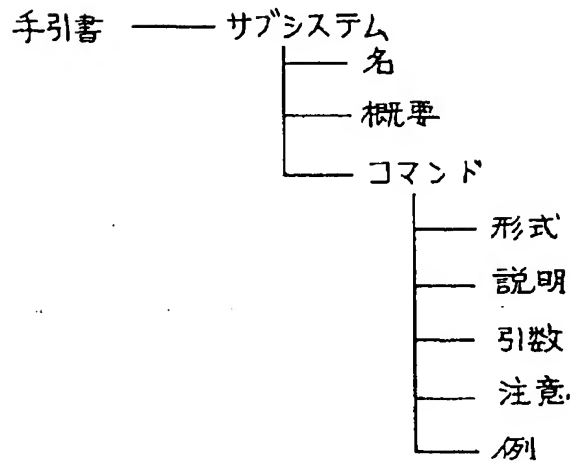 手引書 サブシステム
名
概要
コマンド
形式
説明
引数
注意.
例